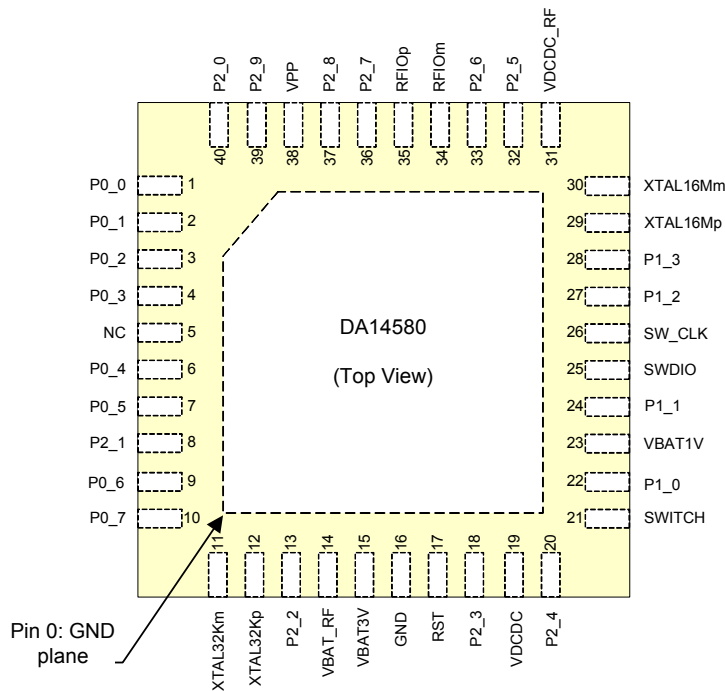 P2_0
P2_9
VPP
P2_8
P2_7
RFIOp
RFIOm
P2_6
P2_5
VDCDC_RF
40
39
38
37
36
35
34
33
32
31
P0_0 1
P0_1 2
P0_2 3
P0_3 4
NC 5
P0_4 6
P0_5 7
P2_1 8
P0_6 9
P0_7 10
DA14580
(Top View)
30 XTAL16Mm
29 XTAL16Mp
28 P1_3
27 P1_2
26 SW_CLK
25 SWDIO
24 P1_1
23 VBAT1V
22 P1_0
21 SWITCH
11
12
13
14
15
16
17
18
19
20
XTAL32Km
XTAL32Kp
P2_2
VBAT_RF
VBAT3V
GND
RST
P2_3
VDCDC
P2_4
Pin 0: GND
plane